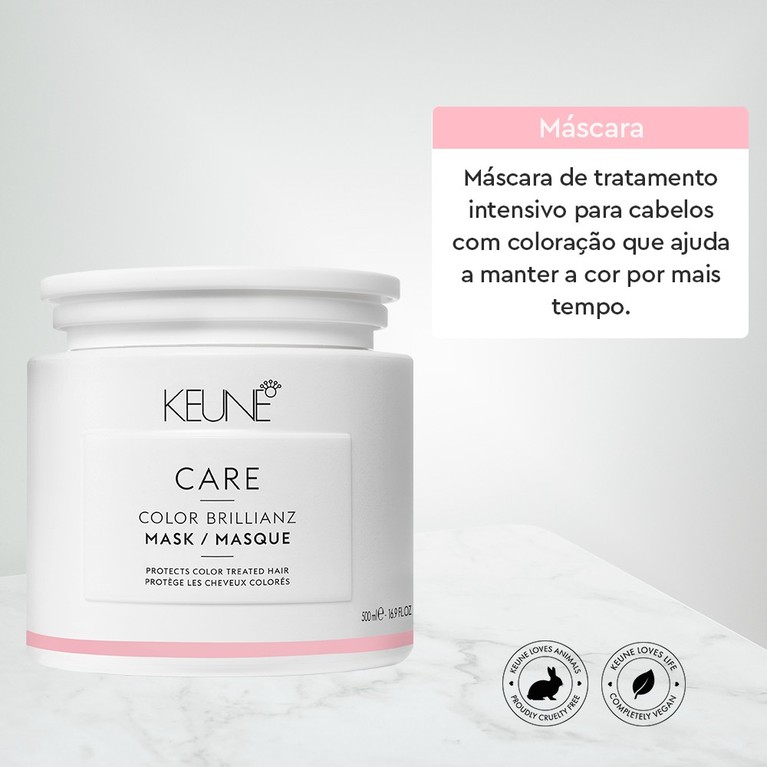 Máscara
Máscara de tratamento
intensivo para cabelos
com coloração que ajuda
a manter a cor por mais
tempo.
KEUNE
CARE
COLOR BRILLIANZ
MASK / MASQUE
PROTECTS COLOR TREATED HAIR
PROTÈGE LES CHEVEUX COLORÉS
500 ml ℮ - 16.9 FL.OZ
KEUNE LOVES ANIMALS
PROUDLY CRUELTY FREE
KEUNE LOVES LIFE
COMPLETELY VEGAN